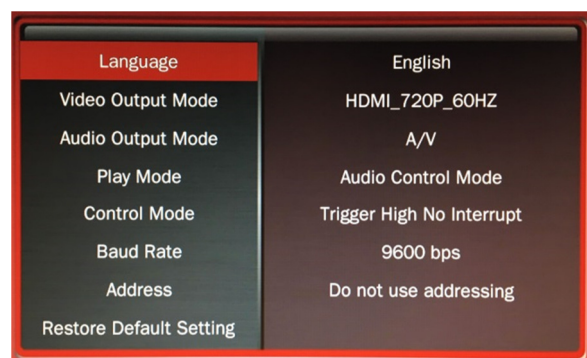 Language English
Video Output Mode HDMI_720P_60HZ
Audio Output Mode A/V
Play Mode Audio Control Mode
Control Mode Trigger High No Interrupt
Baud Rate 9600 bps
Address Do not use addressing
Restore Default Setting